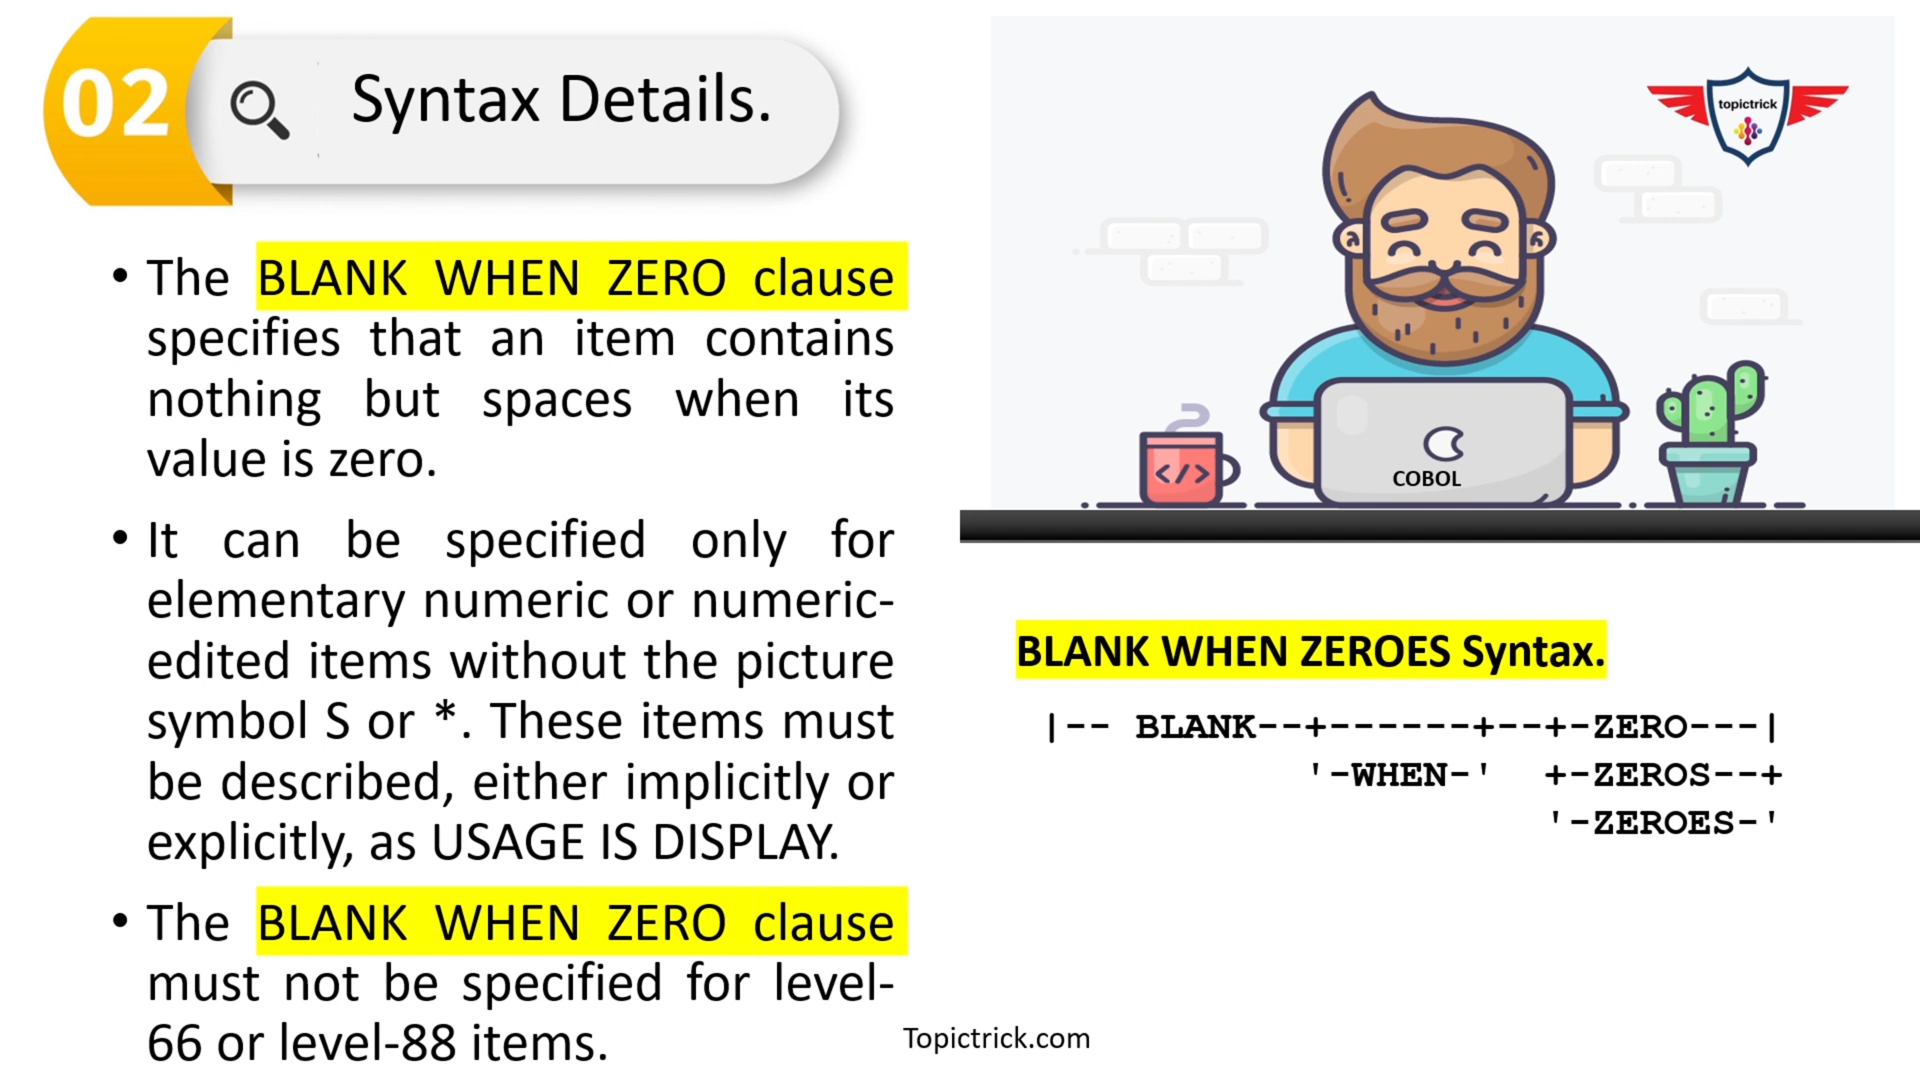 02
Syntax Details.
topictrick
</>
COBOL
• The BLANK WHEN ZERO clause
specifies that an item contains
nothing but spaces when its
value is zero.
• It can be specified only for
elementary numeric or numeric-
edited items without the picture
symbol S or *. These items must
be described, either implicitly or
explicitly, as USAGE IS DISPLAY.
• The BLANK WHEN ZERO clause
must not be specified for level-
66 or level-88 items.
BLANK WHEN ZEROES Syntax.
|-- BLANK--+------+--+-ZERO---|
'-WHEN-' +-ZEROS--+
'-ZEROES-'
Topictrick.com